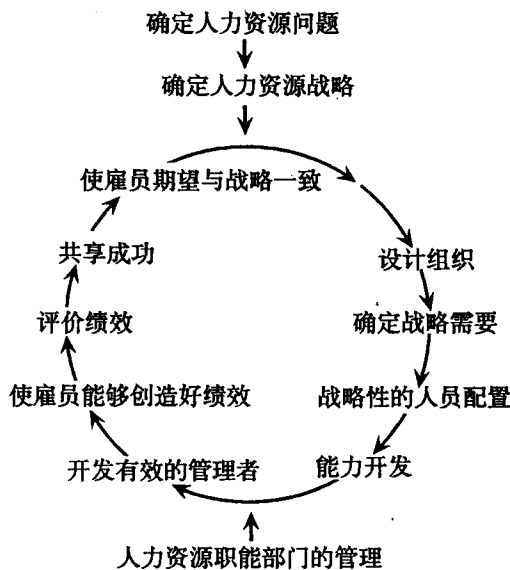 确定人力资源问题
确定人力资源战略
使雇员期望与战略一致
共享成功
设计组织
评价绩效
确定战略需要
使雇员能够创造好绩效
战略性的人员配置
开发有效的管理者
能力开发
人力资源职能部门的管理